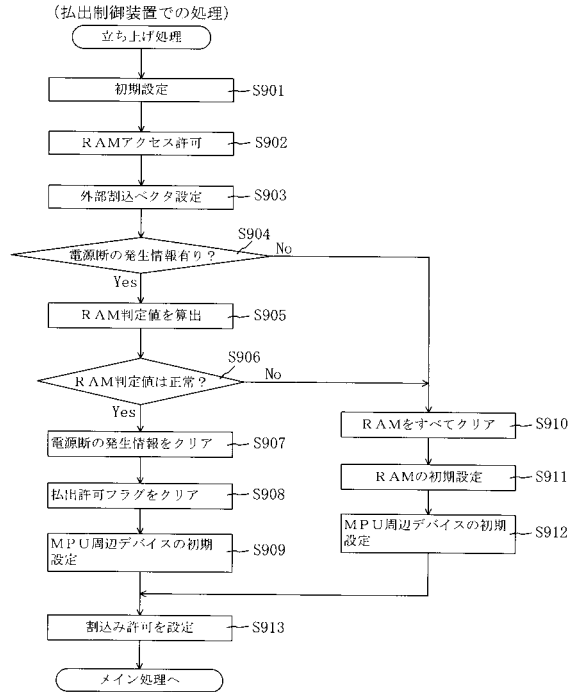 (払出制御装置での処理)
立ち上げ処理
初期設定
S901
RAMアクセス許可
S902
外部割込ベクタ設定
S903
S904
電源断の発生情報有り?
No
Yes
RAM判定値を算出
S905
S906
RAM判定値は正常?
No
Yes
電源断の発生情報をクリア
S907
払出許可フラグをクリア
S908
MPU周辺デバイスの初期
設定
S909
RAMをすべてクリア
S910
RAMの初期設定
S911
MPU周辺デバイスの初期
設定
S912
割込み許可を設定
S913
メイン処理へ